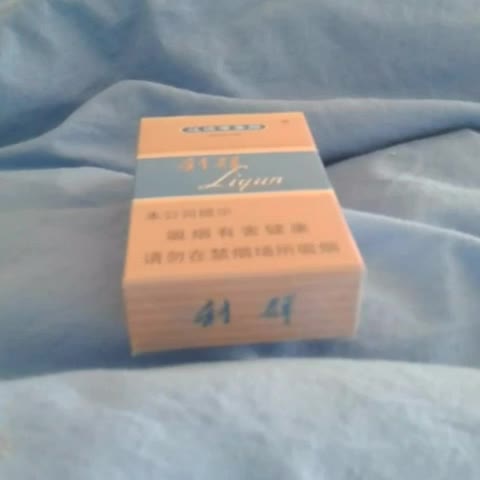 利群
Liqun
本公司提示
吸烟有害健康
请勿在禁烟场所吸烟
利群